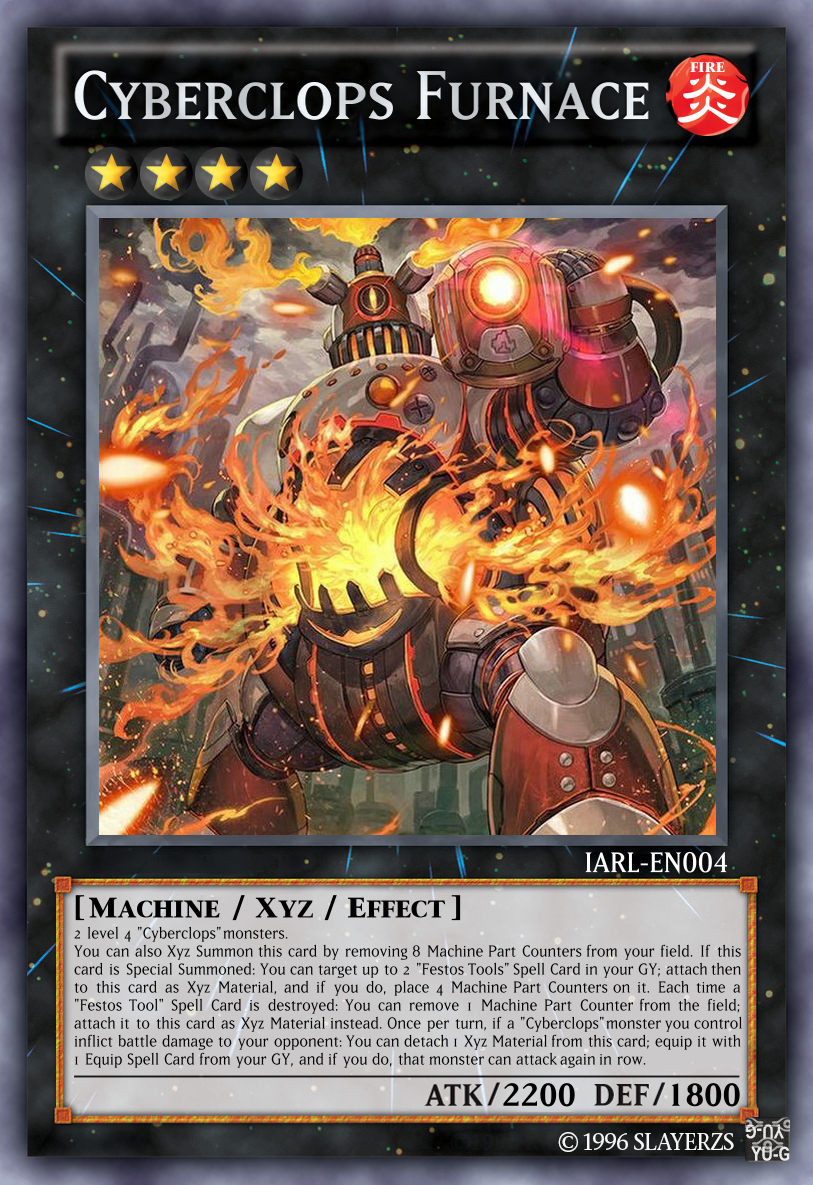 CYBERCLOPS FURNACE
FIRE
炎
IARL-EN004
[MACHINE / XYZ / EFFECT]
2 level 4 "Cyberclops" monsters.
You can also Xyz Summon this card by removing 8 Machine Part Counters from your field. If this
card is Special Summoned: You can target up to 2 "Festos Tools" Spell Card in your GY; attach then
to this card as Xyz Material, and if you do, place 4 Machine Part Counters on it. Each time a
"Festos Tool" Spell Card is destroyed: You can remove 1 Machine Part Counter from the field;
attach it to this card as Xyz Material instead. Once per turn, if a "Cyberclops" monster you control
inflict battle damage to your opponent: You can detach 1 Xyz Material from this card; equip it with
1 Equip Spell Card from your GY, and if you do, that monster can attack again in row.
ATK/2200 DEF/1800
© 1996 SLAYERZS
YU-G
YU-G